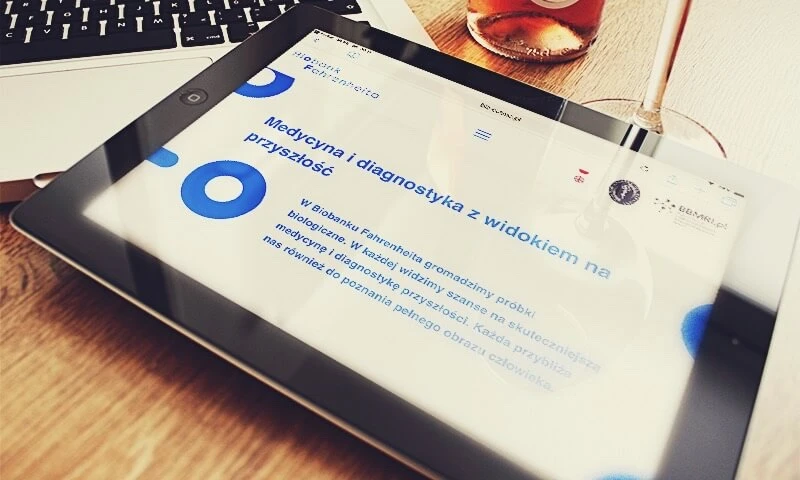 Biobank
Fahrenheita
Medycyna i diagnostyka z widokiem na
przyszłość
W Biobanku Fahrenheita gromadzimy próbki
biologiczne. W każdej widzimy szanse na skuteczniejszą
medycynę i diagnostykę przyszłości. Każda przybliża
nas również do poznania pełnego obrazu człowieka.
BBMRI.pl